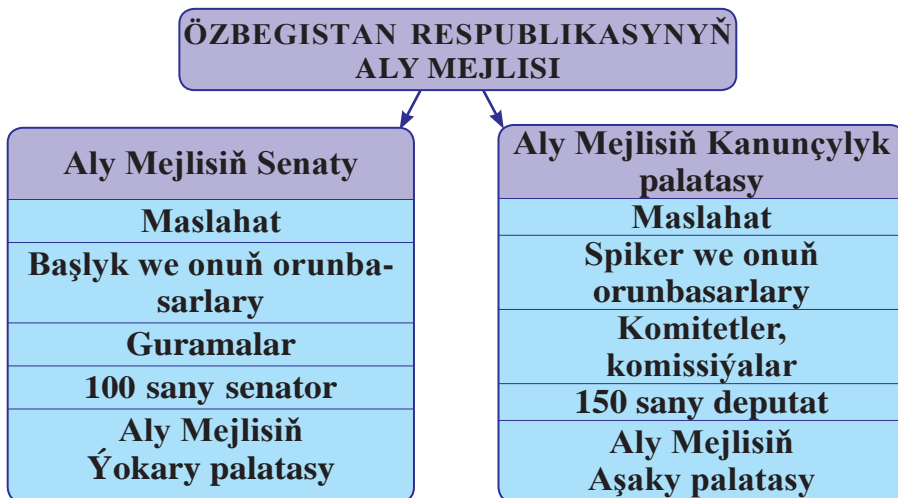 ÖZBEGISTAN RESPUBLIKASYNYŇ
ALY MEJLISI
Aly Mejlisiň Senaty
Maslahat
Başlyk we onuň orunba-
sarlary
Guramalar
100 sany senator
Aly Mejlisiň
Ýokary palatasy
Aly Mejlisiň Kanunçylyk
palatasy
Maslahat
Spiker we onuň
orunbasarlary
Komitetler,
komissiýalar
150 sany deputat
Aly Mejlisiň
Aşaky palatasy